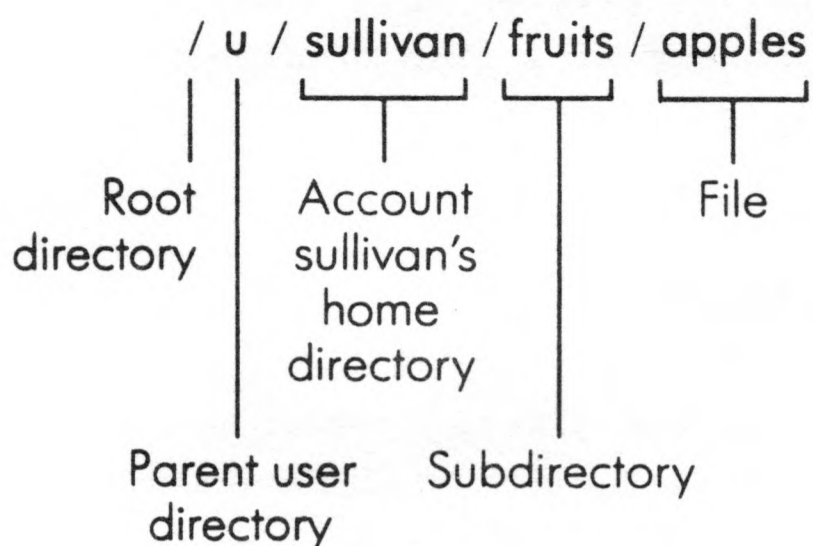 / u / sullivan / fruits / apples
Root
directory
Account
sullivan's
home
directory
File
Parent user
directory
Subdirectory